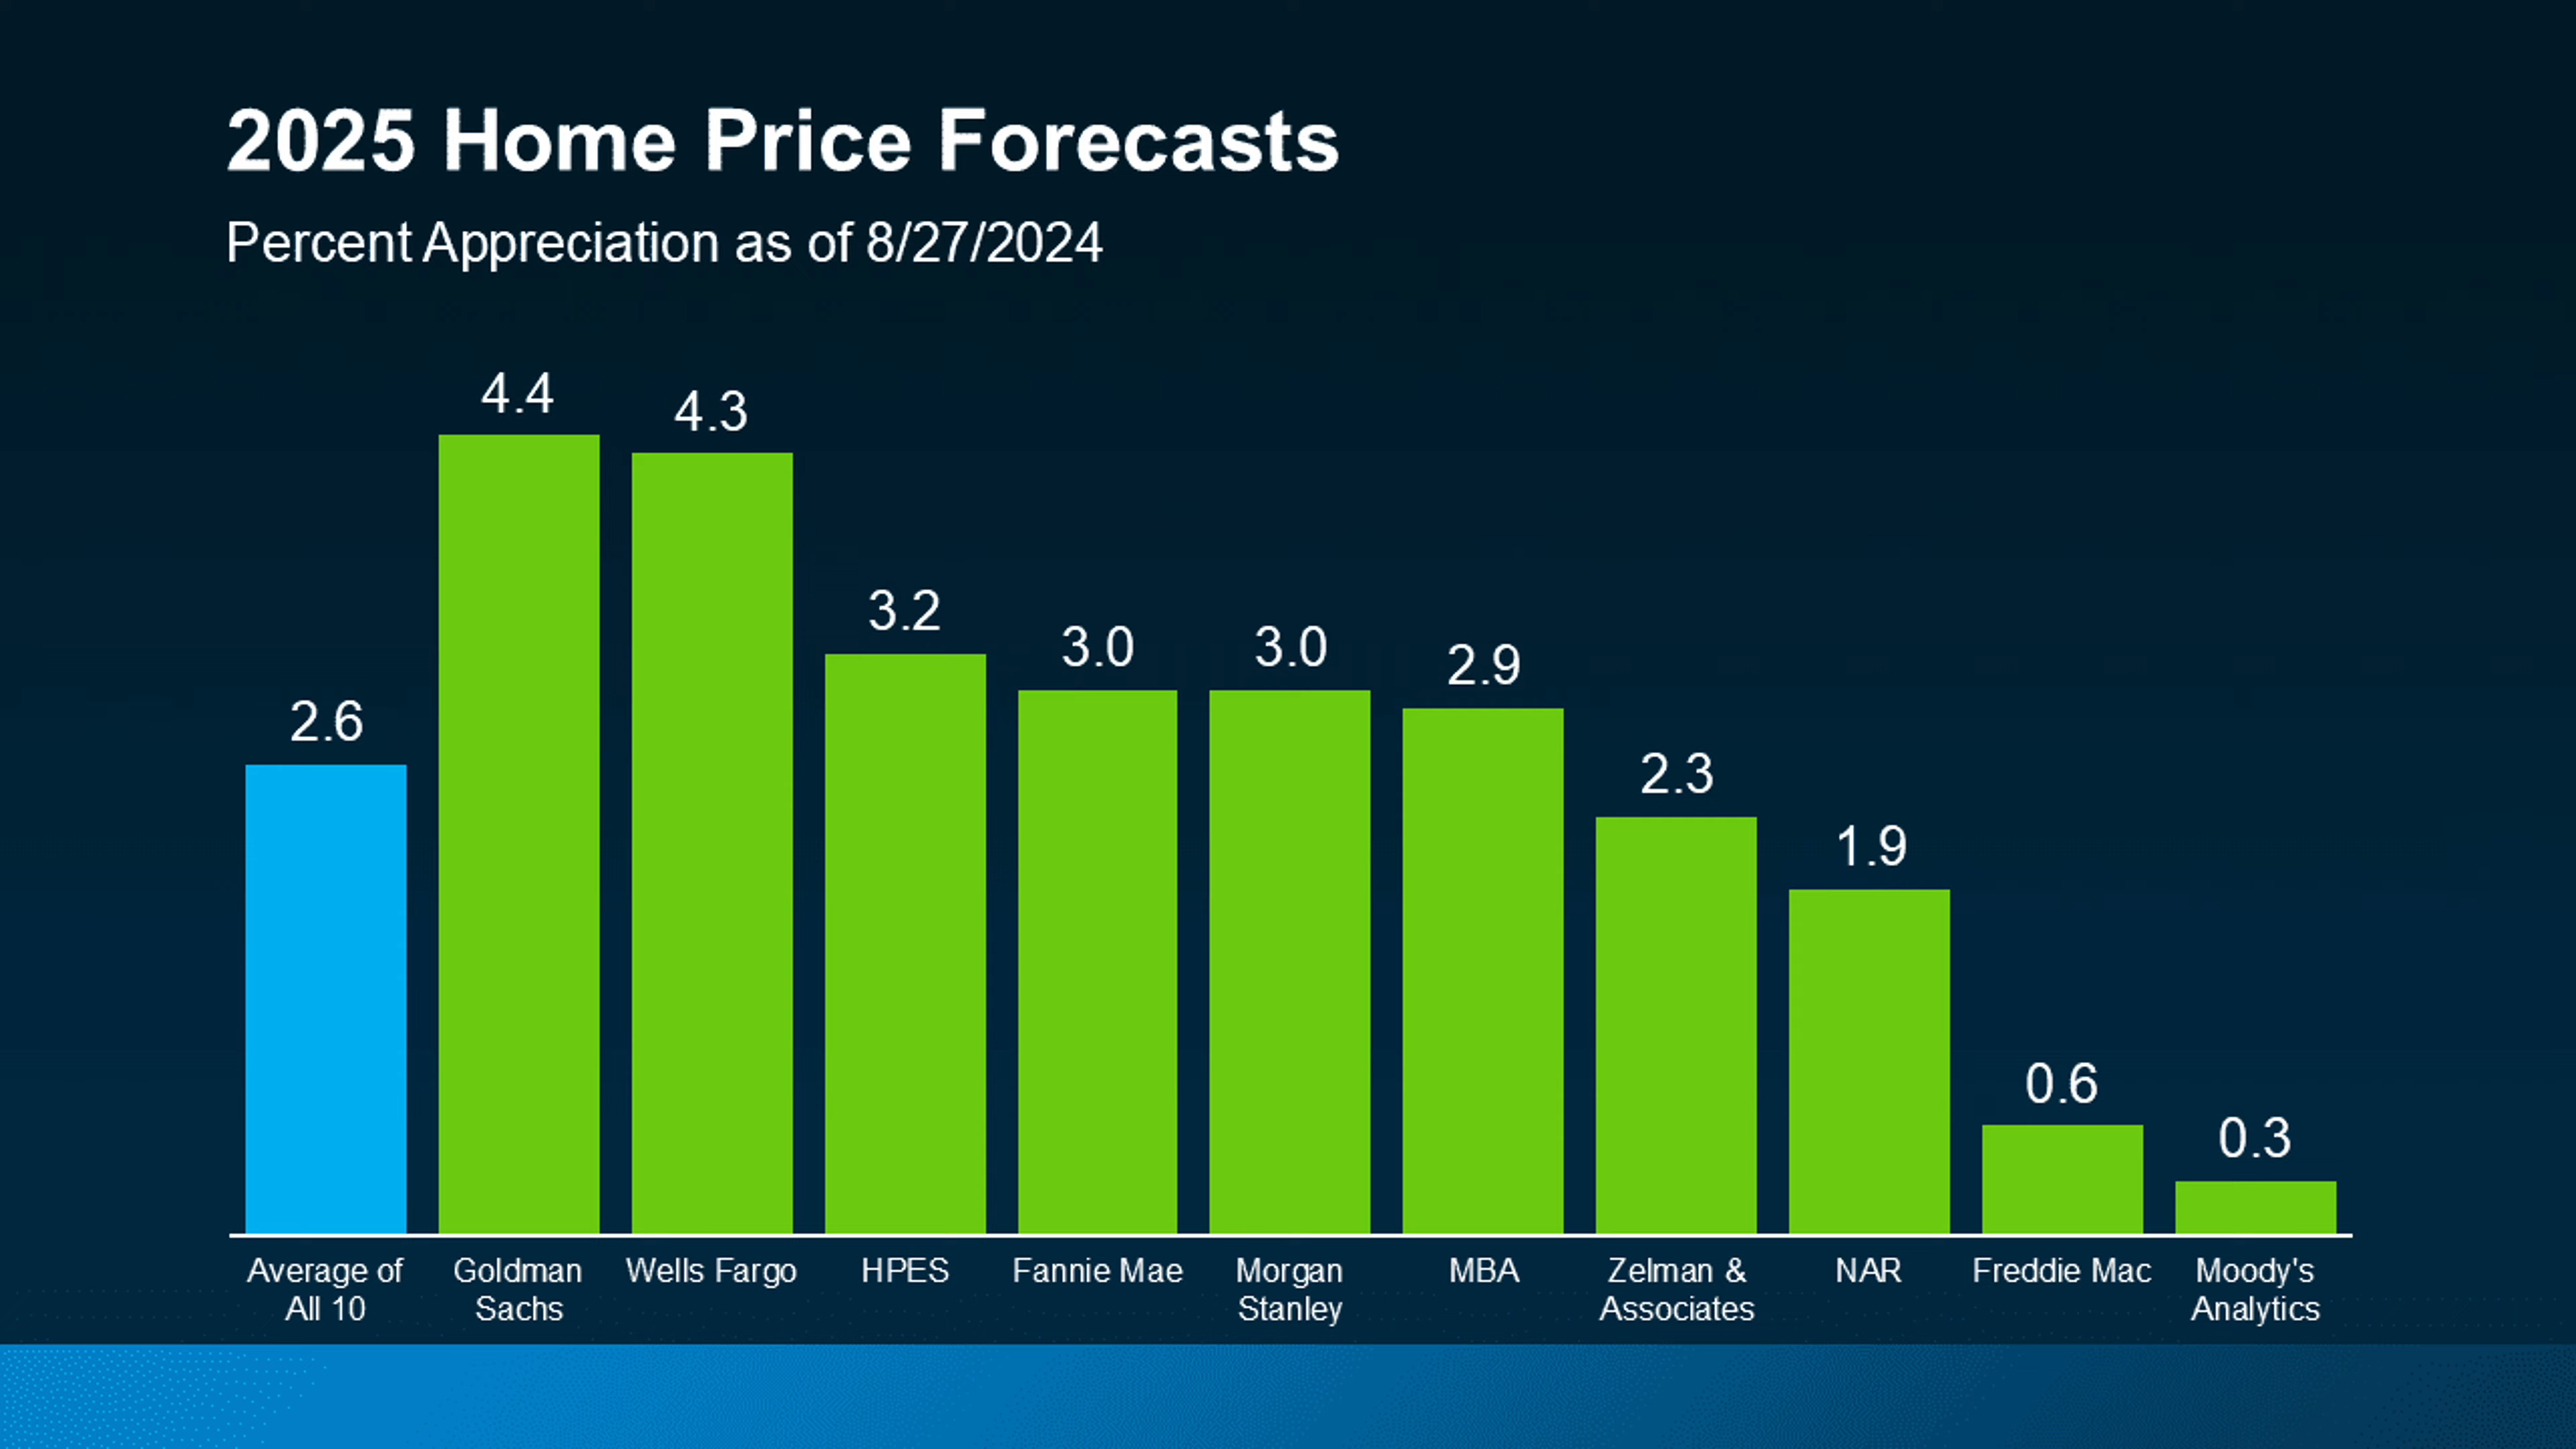 2025 Home Price Forecasts
Percent Appreciation as of 8/27/2024
2.6
4.4
4.3
3.2
3.0
3.0
2.9
2.3
1.9
0.6
0.3
Average of
All 10
Goldman
Sachs
Wells Fargo
HPES
Fannie Mae
Morgan
Stanley
MBA
Zelman &
Associates
NAR
Freddie Mac
Moody's
Analytics